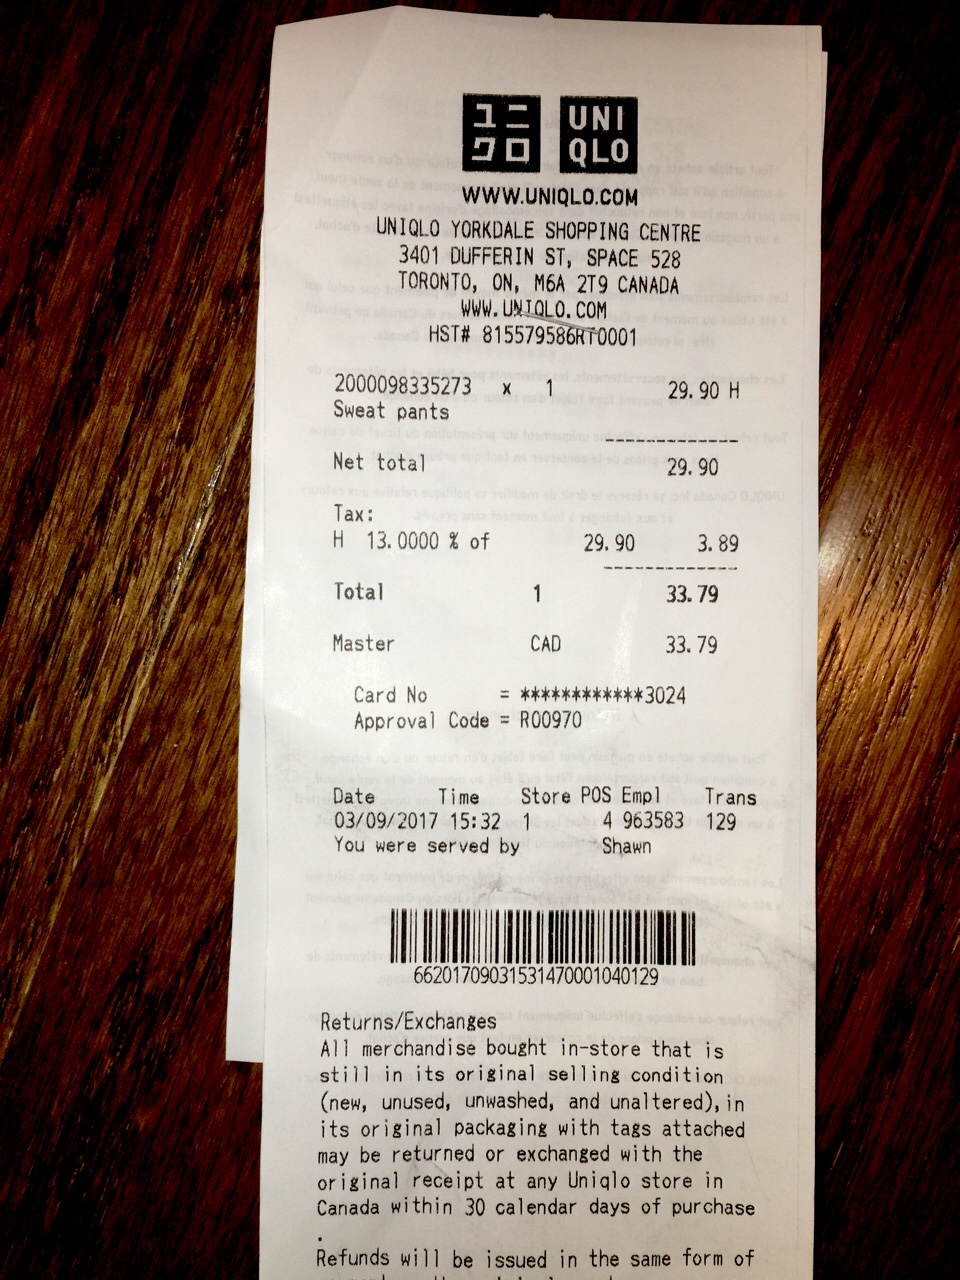 ユニ UNI
クロ QLO
WWW.UNIQLO.COM
UNIQLO YORKDALE SHOPPING CENTRE
3401 DUFFERIN ST, SPACE 528
TORONTO, ON, M6A 2T9 CANADA
WWW.UNIQLO.COM
HST# 815579586RT0001
2000098335273 x 1 29.90 H
Sweat pants
------------
Net total 29.90
Tax:
H 13.0000 % of 29.90 3.89
------------
Total 1 33.79
Master CAD 33.79
Card No = ************3024
Approval Code = R00970
Date Time Store POS Empl Trans
03/09/2017 15:32 1 4 963583 129
You were served by Shawn
66201709031531470001040129
Returns/Exchanges
All merchandise bought in-store that is
still in its original selling condition
(new, unused, unwashed, and unaltered), in
its original packaging with tags attached
may be returned or exchanged with the
original receipt at any Uniqlo store in
Canada within 30 calendar days of purchase
.
Refunds will be issued in the same form of